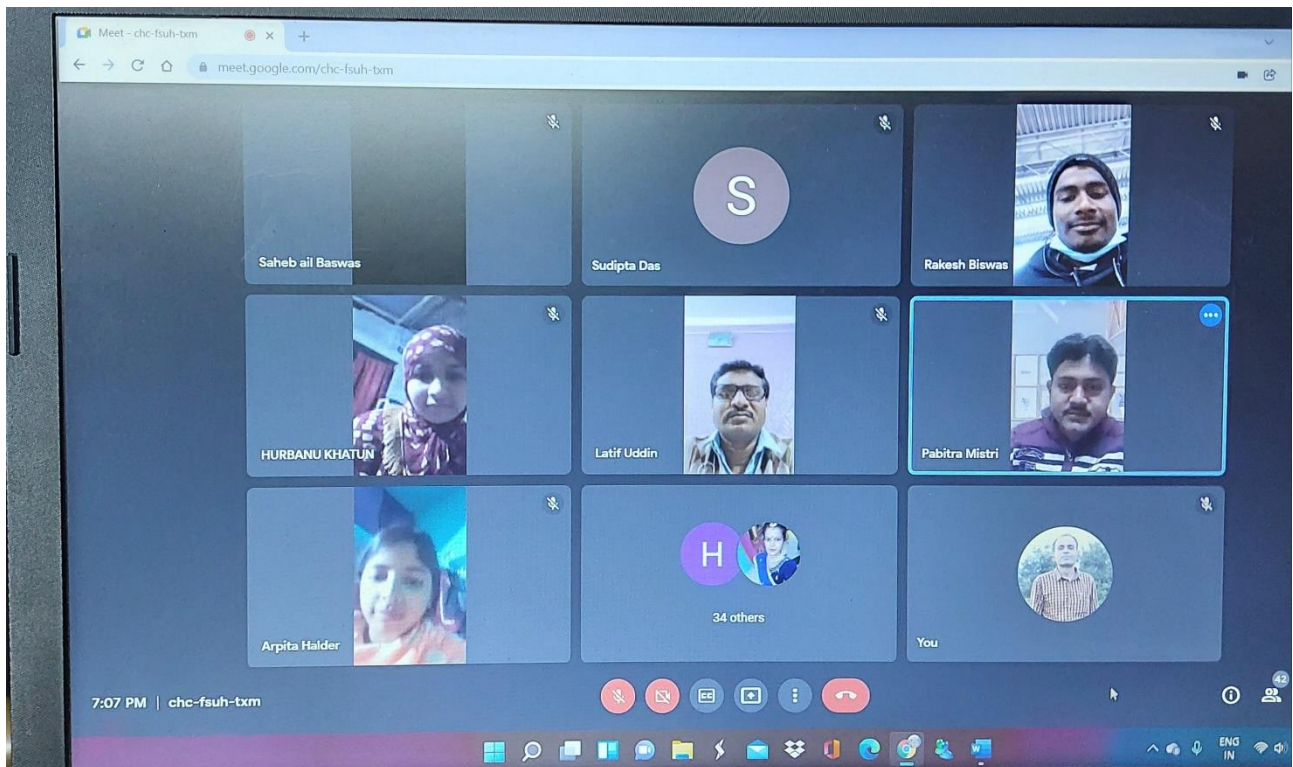 Meet - chc-fsuh-txm
meet.google.com/chc-fsuh-txm
Saheb ail Baswas
S
Sudipta Das
Rakesh Biswas
HURBANU KHATUN
Latif Uddin
Pabitra Mistri
Arpita Halder
H
34 others
You
7:07 PM | chc-fsuh-txm
CC
42
W
ENG
IN